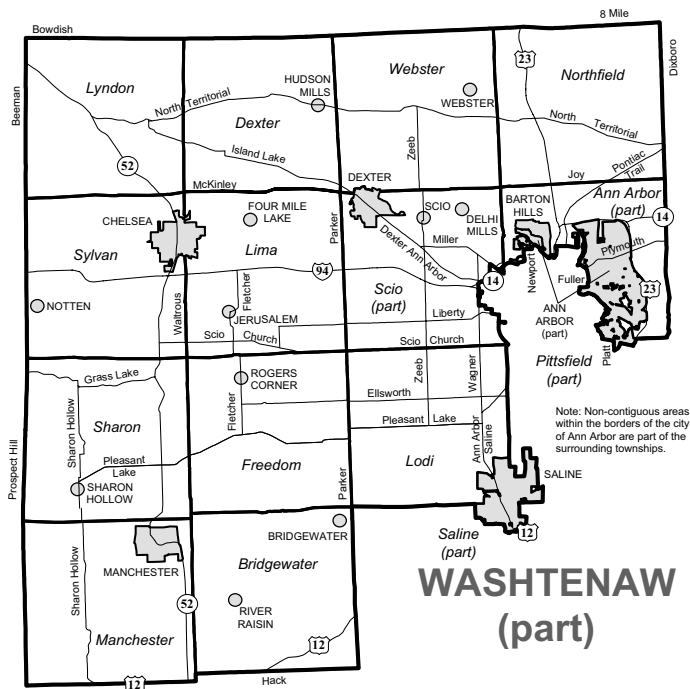 8 Mile
Bowdish
23
Dixboro
Webster
Northfield
Lyndon
HUDSON
MILLS
WEBSTER
Beeman
North Territorial
North
Territorial
Dexter
Zeeb
Island Lake
Pontiac
Trail
52
Joy
DEXTER
McKinley
Ann Arbor
(part)
14
FOUR MILE
LAKE
SCIO
DELHI
MILLS
BARTON
HILLS
CHELSEA
Parker
Miller
Plymouth
Sylvan
Lima
Dexter Ann Arbor
94
14
Newport
Fuller
23
Scio
(part)
NOTTEN
Fletcher
Waltrous
JERUSALEM
Liberty
ANN
ARBOR
(part)
Scio
Church
Scio
Church
Platt
Pittsfield
(part)
Grass Lake
ROGERS
CORNER
Zeeb
Wagner
Ellsworth
Note: Non-contiguous areas
within the borders of the city
of Ann Arbor are part of the
surrounding townships.
Sharon Hollow
Fletcher
Sharon
Pleasant
Lake
Ann Arbor
Saline
Prospect Hill
Pleasant
Lake
Freedom
Lodi
Parker
SHARON
HOLLOW
SALINE
BRIDGEWATER
12
Saline
(part)
Sharon Hollow
MANCHESTER
Bridgewater
WASHTENAW
(part)
52
RIVER
RAISIN
Manchester
12
12
Hack